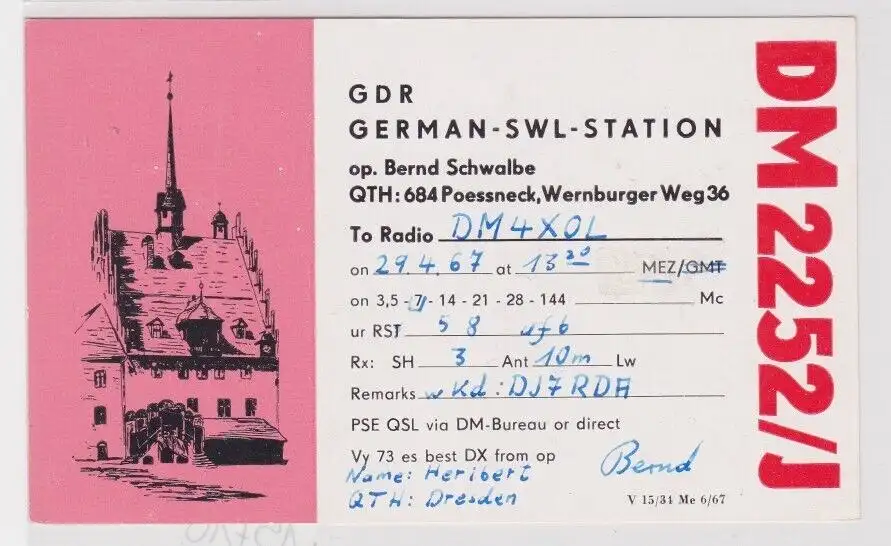 GDR
GERMAN-SWL-STATION
op. Bernd Schwalbe
QTH: 684 Poessneck, Wernburger Weg 36
To Radio DM4XOL
on 29.4.67 at 13 20 MEZ/GMT
on 3,5 - 7 - 14 - 21 - 28 - 144 Mc
ur RST 58 ufb
Rx: SH 3 Ant 10m Lw
Remarks wkd: DJ7RDA
PSE QSL via DM-Bureau or direct
Vy 73 es best DX from op Bernd
Name: Heribert
QTH: Dresden
V 15/34 Me 6/67
DM 2252/J